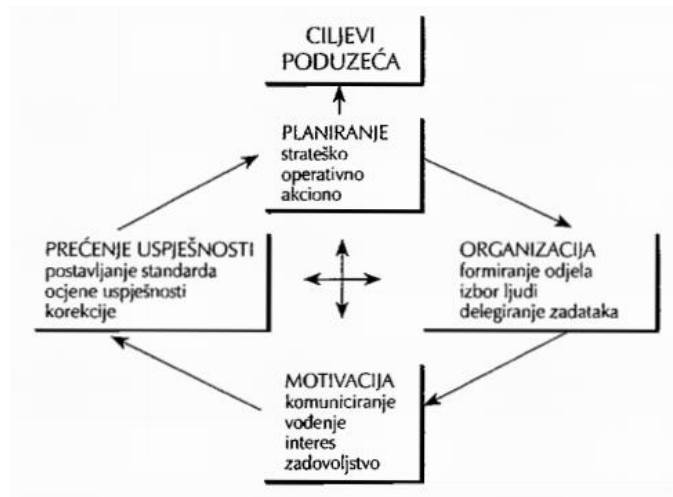 CILJEVI
PODUZEĆA
PLANIRANJE
strateško
operativno
akciono
PREĆENJE USPJEŠNOSTI
postavljanje standarda
ocjene uspješnosti
korekcije
ORGANIZACIJA
formiranje odjela
izbor ljudi
delegiranje zadataka
MOTIVACIJA
komuniciranje
vođenje
interes
zadovoljstvo